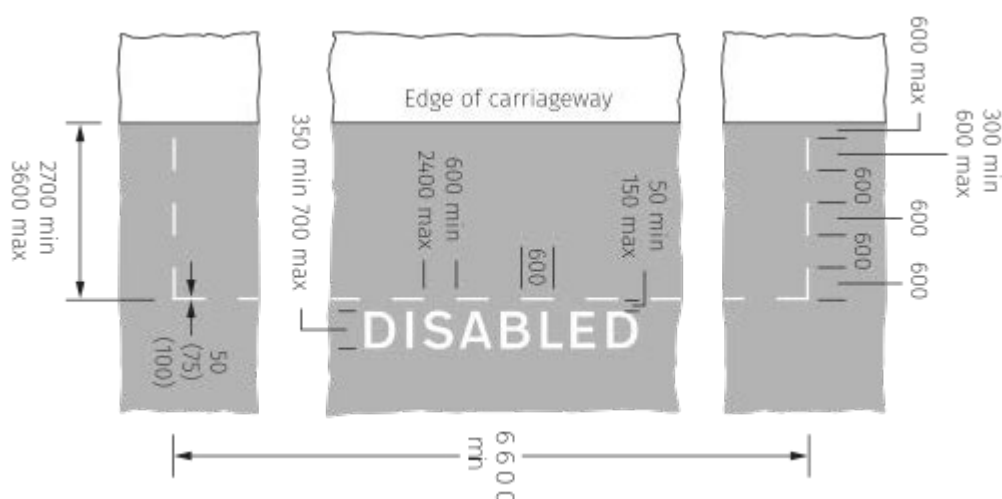 600 max
300 min
600 max
Edge of carriageway
350 min 700 max
600 min
2400 max
50 min
150 max
600
600
600
600
600
2700 min
3600 max
DISABLED
50
(75)
(100)
6600
min